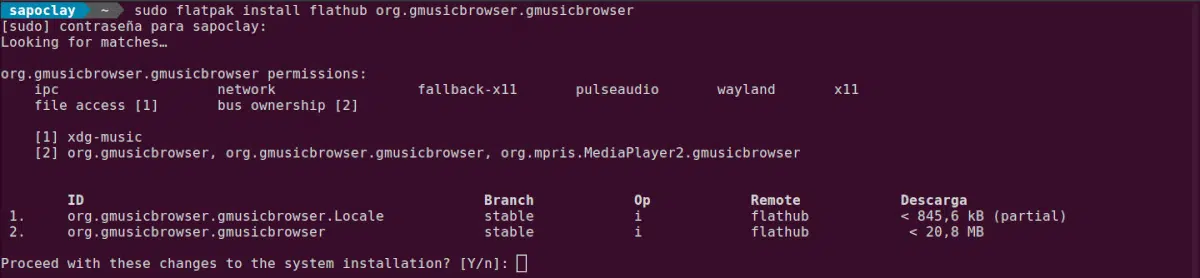 sapoclay ~ sudo flatpak install flathub org.gmusicbrowser.gmusicbrowser
[sudo] contraseña para sapoclay:
Looking for matches…
org.gmusicbrowser.gmusicbrowser permissions:
ipc network fallback-x11 pulseaudio wayland x11
file access [1] bus ownership [2]
[1] xdg-music
[2] org.gmusicbrowser, org.gmusicbrowser.gmusicbrowser, org.mpris.MediaPlayer2.gmusicbrowser
ID Branch Op Remote Descarga
1. org.gmusicbrowser.gmusicbrowser.Locale stable i flathub < 845,6 kB (partial)
2. org.gmusicbrowser.gmusicbrowser stable i flathub < 20,8 MB
Proceed with these changes to the system installation? [Y/n]: